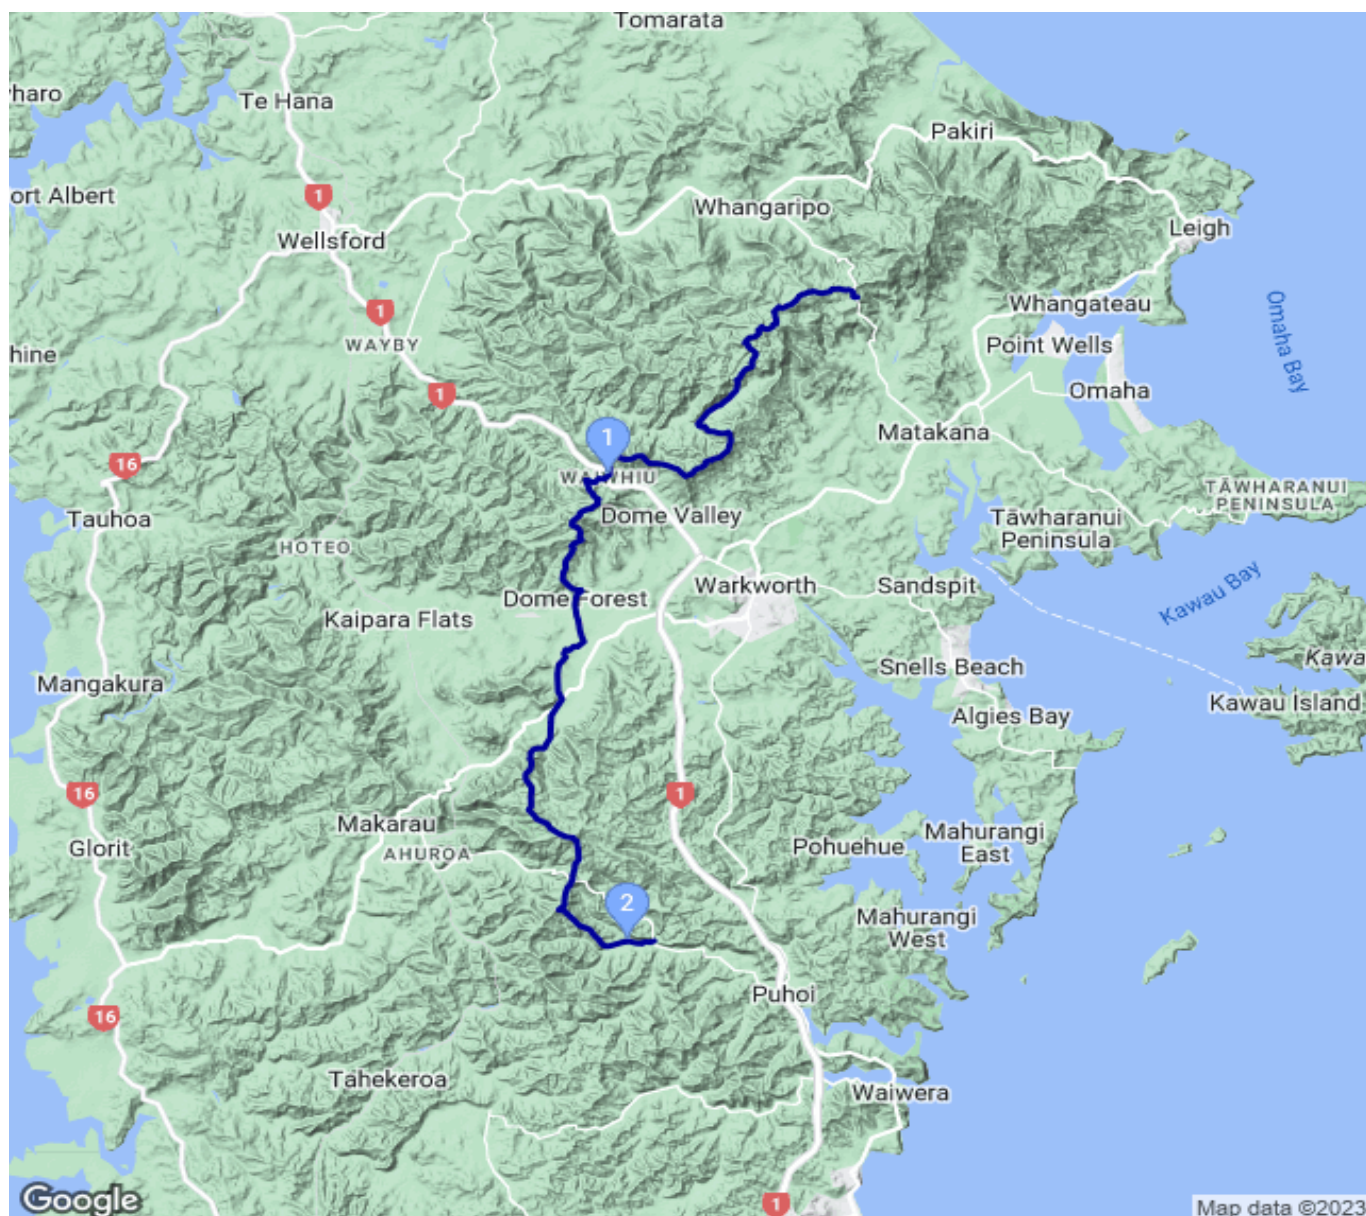 Tomarata
Te Hana
haro
Pakiri
1
ort Albert
Whangaripo
Wellsford
Leigh
Whangateau
1
Omaha Bay
WAYBY
Point Wells
hine
1
Omaha
1
Matakana
16
WAIWHIU
TĀWHARANUI
PENINSULA
Tauhoa
Dome Valley
Tāwharanui
Peninsula
HOTEO
Warkworth
Sandspit
Kawau Bay
Dome Forest
Kaipara Flats
Snells Beach
Kawa
Mangakura
Kawau Island
Algies Bay
16
1
Makarau
Mahurangi
East
Glorit
AHUROA
Pohuehue
2
Mahurangi
West
Puhoi
16
Tahekeroa
Waiwera
Google
1
Map data ©2023